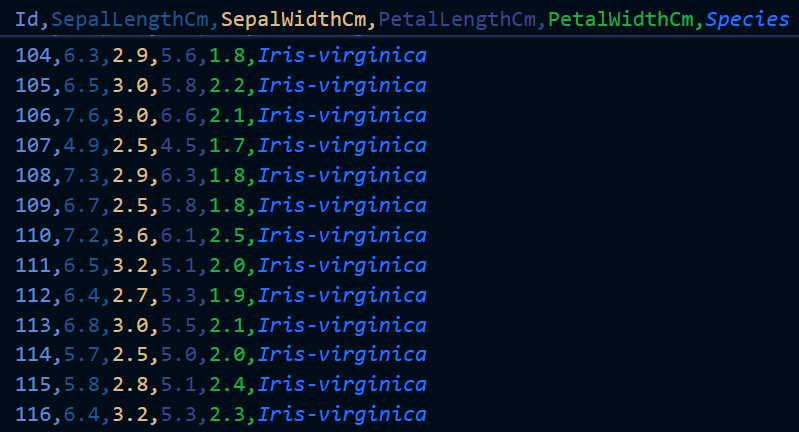 Id,SepalLengthCm,SepalWidthCm,PetalLengthCm,PetalWidthCm,Species
104,6.3,2.9,5.6,1.8,Iris-virginica
105,6.5,3.0,5.8,2.2,Iris-virginica
106,7.6,3.0,6.6,2.1,Iris-virginica
107,4.9,2.5,4.5,1.7,Iris-virginica
108,7.3,2.9,6.3,1.8,Iris-virginica
109,6.7,2.5,5.8,1.8,Iris-virginica
110,7.2,3.6,6.1,2.5,Iris-virginica
111,6.5,3.2,5.1,2.0,Iris-virginica
112,6.4,2.7,5.3,1.9,Iris-virginica
113,6.8,3.0,5.5,2.1,Iris-virginica
114,5.7,2.5,5.0,2.0,Iris-virginica
115,5.8,2.8,5.1,2.4,Iris-virginica
116,6.4,3.2,5.3,2.3,Iris-virginica